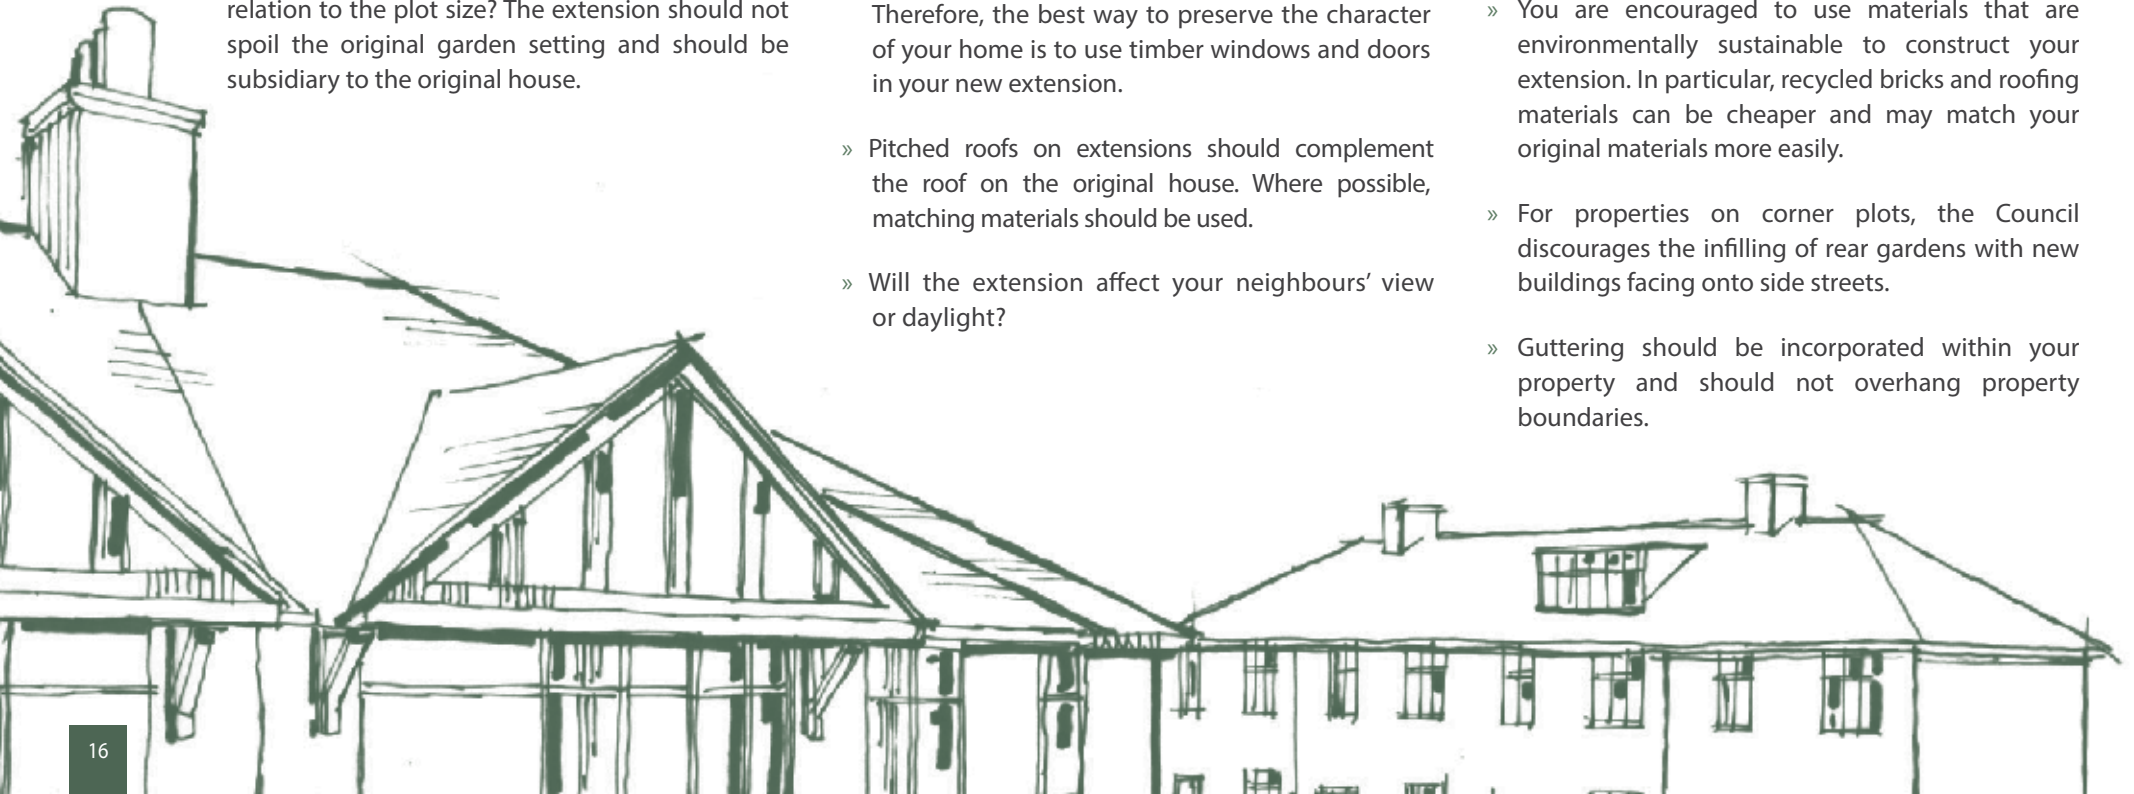 relation to the plot size? The extension should not
spoil the original garden setting and should be
subsidiary to the original house.
Therefore, the best way to preserve the character
of your home is to use timber windows and doors
in your new extension.
» Pitched roofs on extensions should complement
the roof on the original house. Where possible,
matching materials should be used.
» Will the extension affect your neighbours’ view
or daylight?
» You are encouraged to use materials that are
environmentally sustainable to construct your
extension. In particular, recycled bricks and roofing
materials can be cheaper and may match your
original materials more easily.
» For properties on corner plots, the Council
discourages the infilling of rear gardens with new
buildings facing onto side streets.
» Guttering should be incorporated within your
property and should not overhang property
boundaries.
16